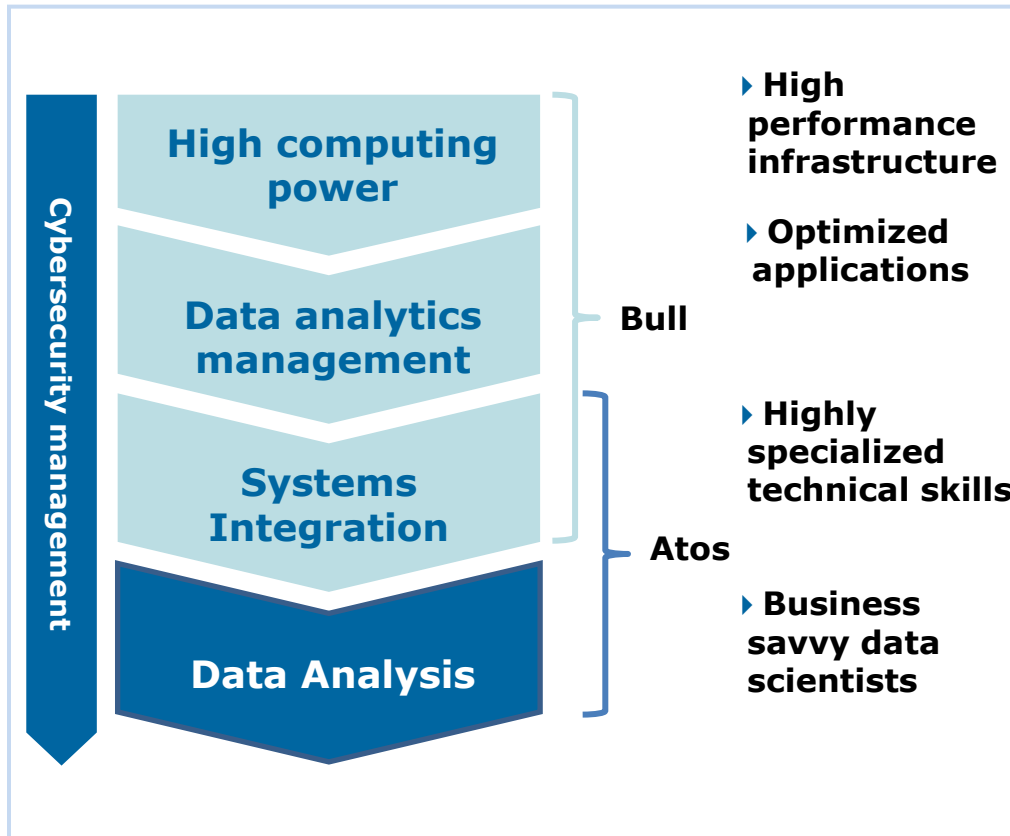 Cybersecurity management
High computing
power
Data analytics
management
Systems
Integration
Data Analysis
Bull
Atos
High
performance
infrastructure
Optimized
applications
Highly
specialized
technical skills
Business
savvy data
scientists